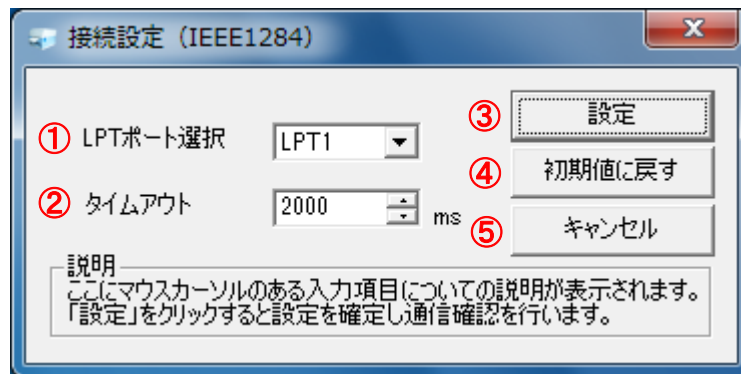 接続設定（IEEE1284）
① LPTポート選択 LPT1
② タイムアウト 2000 ms
③ 設定
④ 初期値に戻す
⑤ キャンセル
説明
ここにマウスカーソルのある入力項目についての説明が表示されます。
「設定」をクリックすると設定を確定し通信確認を行います。